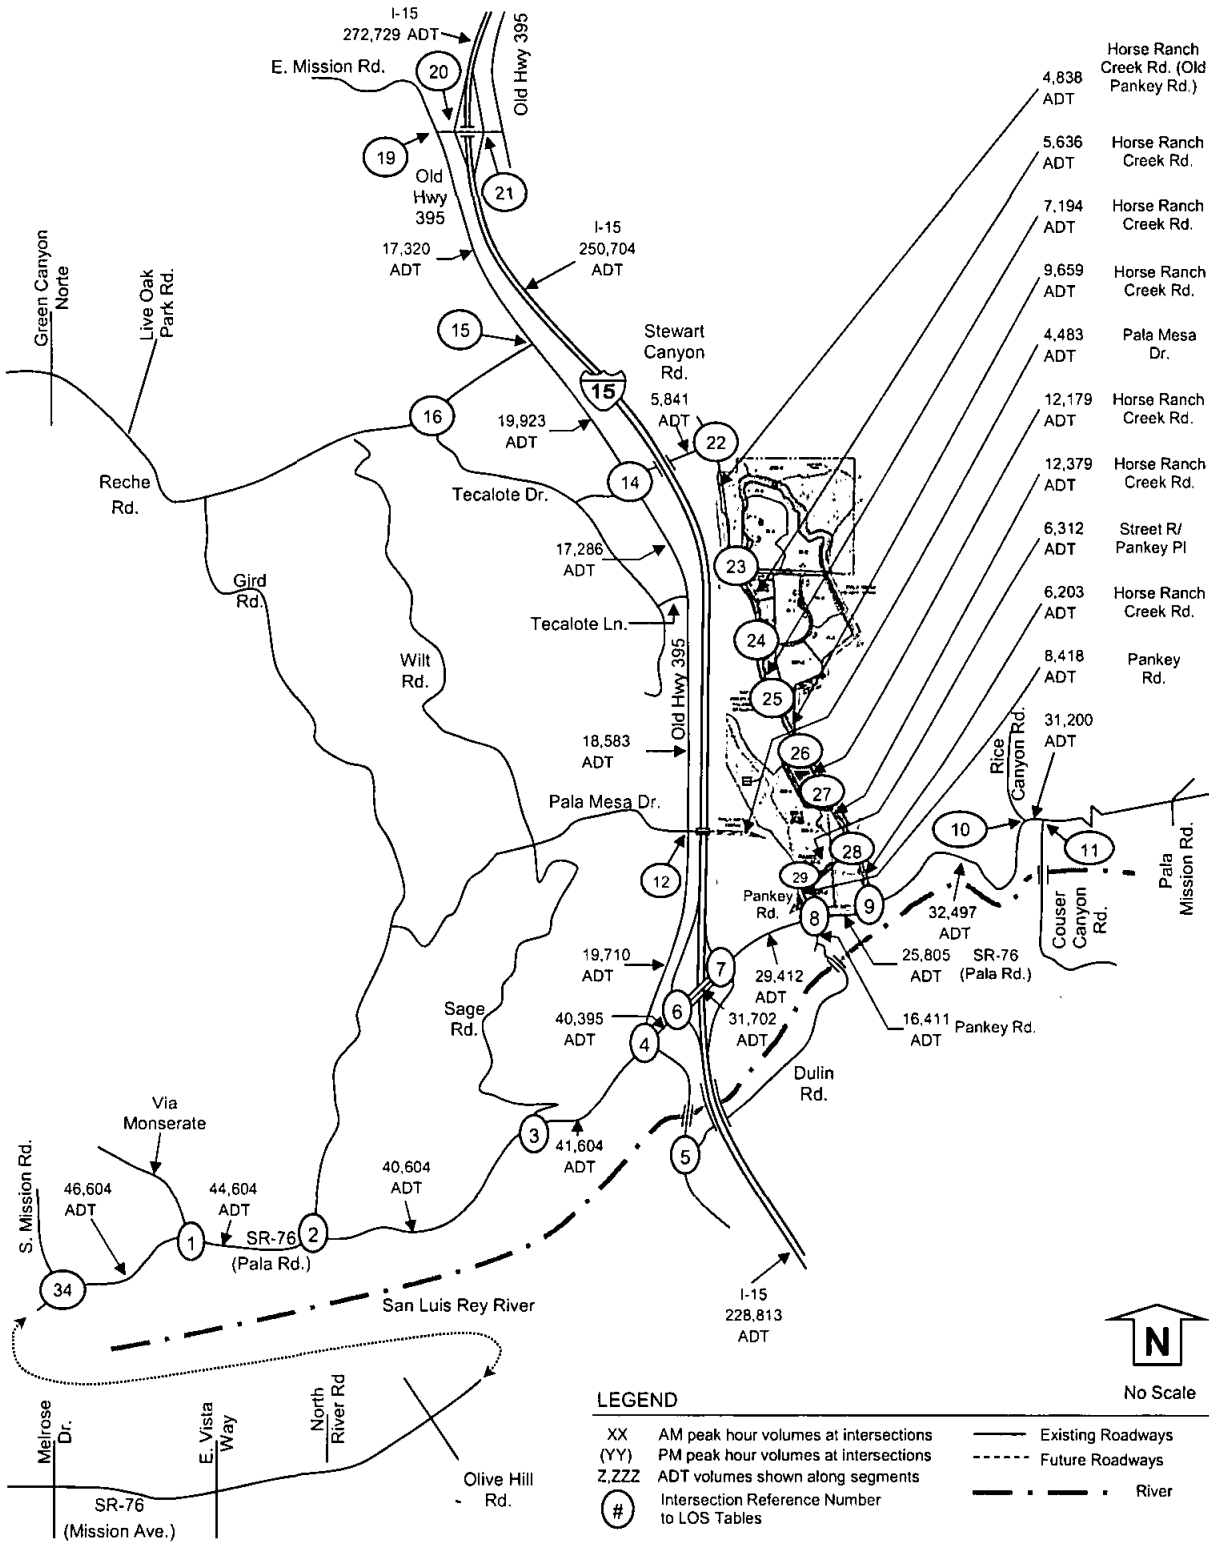 I-15
272,729 ADT
Old Hwy 395
E. Mission Rd.
20
19
21
Old
Hwy
395
17,320
ADT
I-15
250,704
ADT
Green Canyon
Norte
Live Oak
Park Rd.
15
Stewart
Canyon
Rd.
15
16
5,841
ADT
22
19,923
ADT
14
Reche
Rd.
Tecalote Dr.
17,286
ADT
23
Gird
Rd.
Tecalote Ln.
24
Wilt
Rd.
Old Hwy 395
25
18,583
ADT
26
Pala Mesa Dr.
27
12
28
29
Pankey
Rd.
8
9
4,838
ADT
Horse Ranch
Creek Rd. (Old
Pankey Rd.)
5,636
ADT
Horse Ranch
Creek Rd.
7,194
ADT
Horse Ranch
Creek Rd.
9,659
ADT
Horse Ranch
Creek Rd.
4,483
ADT
Pala Mesa
Dr.
12,179
ADT
Horse Ranch
Creek Rd.
12,379
ADT
Horse Ranch
Creek Rd.
6,312
ADT
Street R/
Pankey Pl
6,203
ADT
Horse Ranch
Creek Rd.
8,418
ADT
Pankey
Rd.
Rice
Canyon Rd.
31,200
ADT
10
11
Pala
Mission Rd.
Couser
Canyon
Rd.
32,497
ADT
25,805
ADT
SR-76
(Pala Rd.)
16,411
ADT
Pankey Rd.
29,412
ADT
7
19,710
ADT
6
31,702
ADT
40,395
ADT
4
Sage
Rd.
Dulin
Rd.
3
41,604
ADT
5
Via
Monserate
S. Mission Rd.
46,604
ADT
44,604
ADT
40,604
ADT
1
2
SR-76
(Pala Rd.)
34
San Luis Rey River
I-15
228,813
ADT
N
No Scale
Melrose
Dr.
E. Vista
Way
North
River Rd
SR-76
(Mission Ave.)
Olive Hill
Rd.
LEGEND
XX AM peak hour volumes at intersections
(YY) PM peak hour volumes at intersections
Z,ZZZ ADT volumes shown along segments
# Intersection Reference Number
to LOS Tables
Existing Roadways
Future Roadways
River